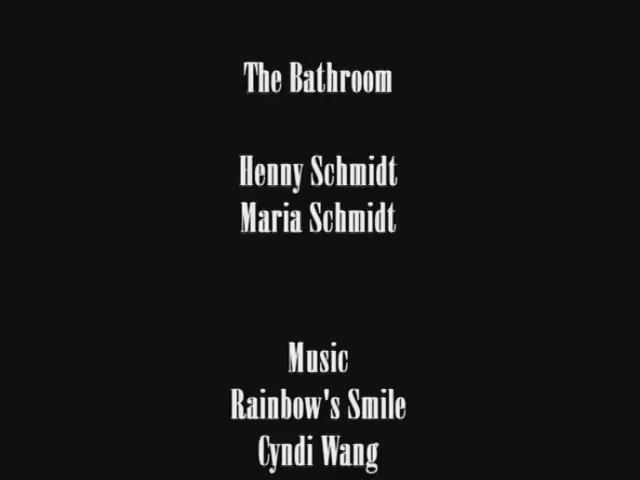 The Bathroom
Henny Schmidt
Maria Schmidt
Music
Rainbow's Smile
Cyndi Wang